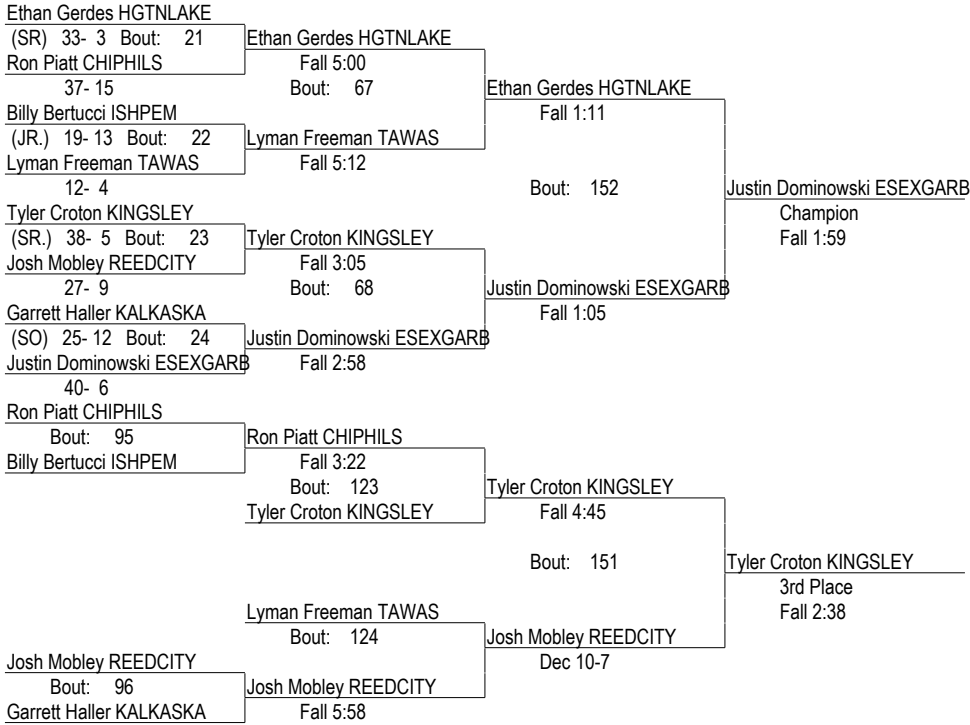 Ethan Gerdes HGTNLAKE
(SR) 33- 3 Bout: 21
Ethan Gerdes HGTNLAKE
Ron Piatt CHIPHILS
Fall 5:00
37- 15
Bout: 67
Ethan Gerdes HGTNLAKE
Billy Bertucci ISHPEM
Fall 1:11
(JR.) 19- 13 Bout: 22
Lyman Freeman TAWAS
Lyman Freeman TAWAS
Fall 5:12
12- 4
Bout: 152
Justin Dominowski ESEXGARB
Tyler Croton KINGSLEY
Champion
(SR.) 38- 5 Bout: 23
Tyler Croton KINGSLEY
Fall 1:59
Josh Mobley REEDCITY
Fall 3:05
27- 9
Bout: 68
Justin Dominowski ESEXGARB
Garrett Haller KALKASKA
Fall 1:05
(SO) 25- 12 Bout: 24
Justin Dominowski ESEXGARB
Justin Dominowski ESEXGARB
Fall 2:58
40- 6
Ron Piatt CHIPHILS
Bout: 95
Ron Piatt CHIPHILS
Billy Bertucci ISHPEM
Fall 3:22
Bout: 123
Tyler Croton KINGSLEY
Tyler Croton KINGSLEY
Fall 4:45
Bout: 151
Tyler Croton KINGSLEY
3rd Place
Lyman Freeman TAWAS
Fall 2:38
Bout: 124
Josh Mobley REEDCITY
Josh Mobley REEDCITY
Dec 10-7
Bout: 96
Josh Mobley REEDCITY
Garrett Haller KALKASKA
Fall 5:58